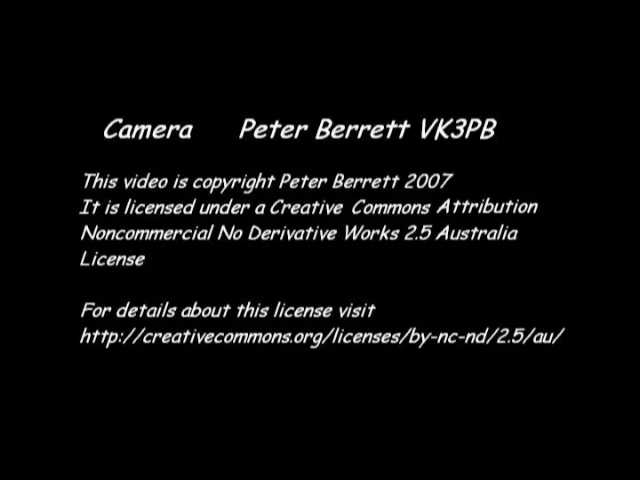 Camera Peter Berrett VK3PB
This video is copyright Peter Berrett 2007
It is licensed under a Creative Commons Attribution
Noncommercial No Derivative Works 2.5 Australia
License
For details about this license visit
http://creativecommons.org/licenses/by-nc-nd/2.5/au/